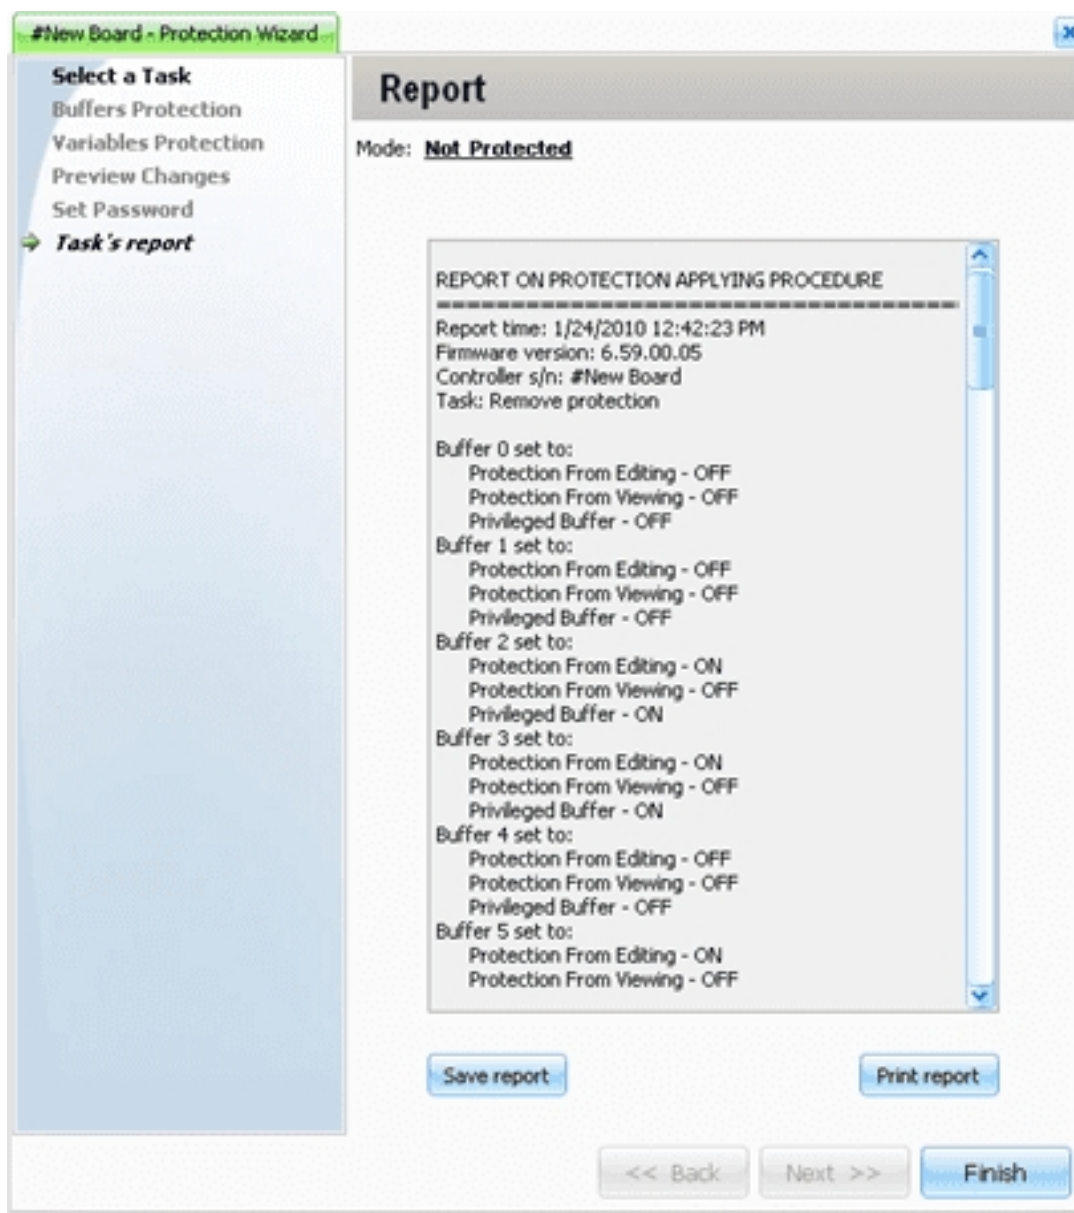 #New Board - Protection Wizard
Select a Task
Buffers Protection
Variables Protection
Preview Changes
Set Password
Task's report
Report
Mode: Not Protected
REPORT ON PROTECTION APPLYING PROCEDURE
====================================
Report time: 1/24/2010 12:42:23 PM
Firmware version: 6.59.00.05
Controller s/n: #New Board
Task: Remove protection
Buffer 0 set to:
Protection From Editing - OFF
Protection From Viewing - OFF
Privileged Buffer - OFF
Buffer 1 set to:
Protection From Editing - OFF
Protection From Viewing - OFF
Privileged Buffer - OFF
Buffer 2 set to:
Protection From Editing - ON
Protection From Viewing - OFF
Privileged Buffer - ON
Buffer 3 set to:
Protection From Editing - ON
Protection From Viewing - OFF
Privileged Buffer - ON
Buffer 4 set to:
Protection From Editing - OFF
Protection From Viewing - OFF
Privileged Buffer - OFF
Buffer 5 set to:
Protection From Editing - ON
Protection From Viewing - OFF
Save report
Print report
<< Back
Next >>
Finish